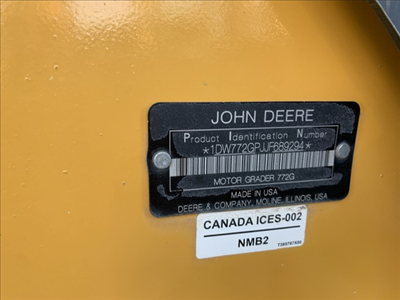 JOHN DEERE
Product Identification Number
*1DW772GPJJF689294*
MOTOR GRADER 772G
MADE IN USA
DEERE & COMPANY, MOLINE, ILLINOIS, USA
CANADA ICES-002
NMB2